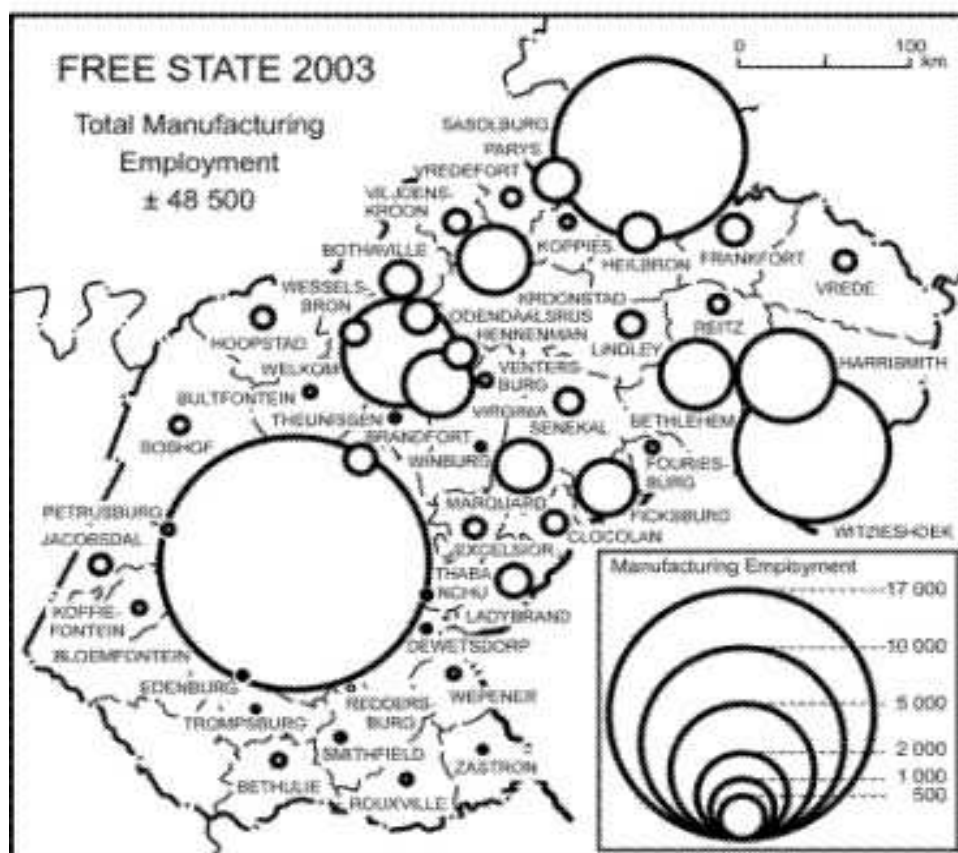 FREE STATE 2003
Total Manufacturing
Employment
± 48 500
0 100
km
SASOLBURG
PARYS
VREDEFORT
VILJOENS-
KROON
BOTHAVILLE
KOPPIES
HEILBRON
FRANKFORT
VREDE
WESSELS-
BRON
KROONSTAD
ODENDAALSRUS
HENNENMAN
REITZ
HOOPSTAD
LINDLEY
HARRISMITH
WELKOM
VENTERS-
BURG
BULTFONTEIN
THEUNISSEN
VIRGINIA
SENEKAL
BETHLEHEM
BOSHOF
BRANDFORT
WINBURG
FOURIES-
BURG
MARQUARD
FICKSBURG
PETRUSBURG
JACOBSDAL
EXCELSIOR
CLOCOLAN
WITZIESHOEK
THABA
NCHU
LADYBRAND
KOFFIE-
FONTEIN
DEWETSDORP
BLOEMFONTEIN
EDENBURG
REDDERS-
BURG
WEPENER
TROMPSBURG
SMITHFIELD
ZASTRON
BETHULIE
ROUXVILLE
Manufacturing Employment
17 000
10 000
5 000
2 000
1 000
500